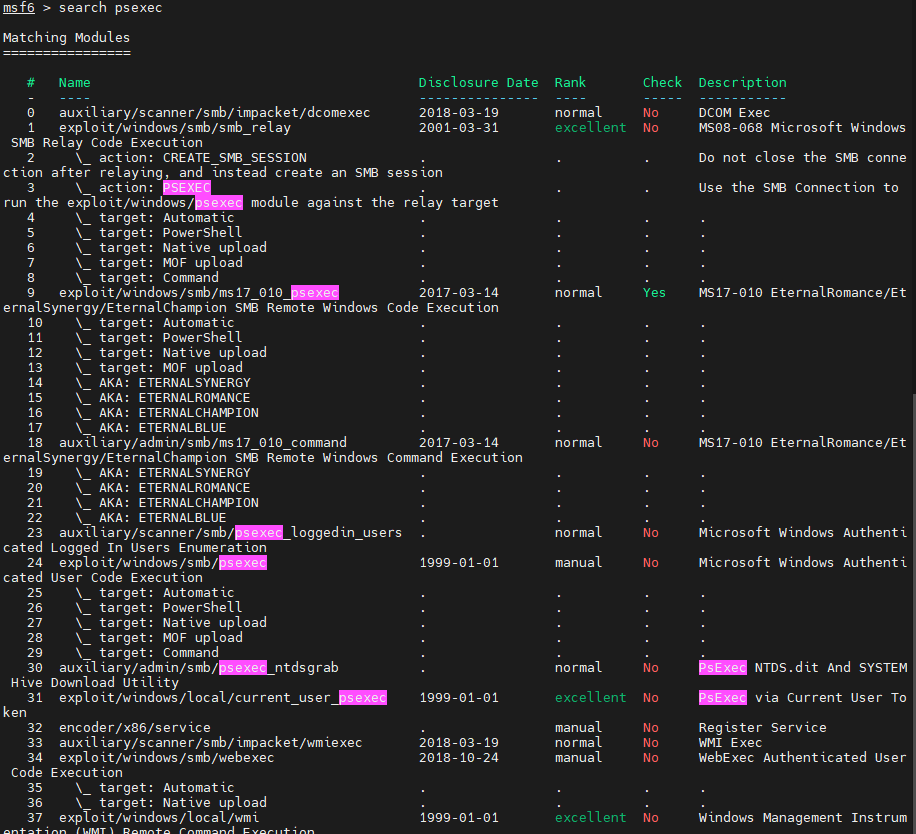 msf6 > search psexec
Matching Modules
================
# Name Disclosure Date Rank Check Description
- ---- --------------- ---- ----- -----------
0 auxiliary/scanner/smb/impacket/dcomexec 2018-03-19 normal No DCOM Exec
1 exploit/windows/smb/smb_relay 2001-03-31 excellent No MS08-068 Microsoft Windows
SMB Relay Code Execution
2 \_ action: CREATE_SMB_SESSION . . . Do not close the SMB conne
ction after relaying, and instead create an SMB session
3 \_ action: PSEXEC . . . Use the SMB Connection to
run the exploit/windows/psexec module against the relay target
4 \_ target: Automatic . . . .
5 \_ target: PowerShell . . . .
6 \_ target: Native upload . . . .
7 \_ target: MOF upload . . . .
8 \_ target: Command . . . .
9 exploit/windows/smb/ms17_010_psexec 2017-03-14 normal Yes MS17-010 EternalRomance/Et
ernalSynergy/EternalChampion SMB Remote Windows Code Execution
10 \_ target: Automatic . . . .
11 \_ target: PowerShell . . . .
12 \_ target: Native upload . . . .
13 \_ target: MOF upload . . . .
14 \_ AKA: ETERNALSYNERGY . . . .
15 \_ AKA: ETERNALROMANCE . . . .
16 \_ AKA: ETERNALCHAMPION . . . .
17 \_ AKA: ETERNALBLUE . . . .
18 auxiliary/admin/smb/ms17_010_command 2017-03-14 normal No MS17-010 EternalRomance/Et
ernalSynergy/EternalChampion SMB Remote Windows Command Execution
19 \_ AKA: ETERNALSYNERGY . . . .
20 \_ AKA: ETERNALROMANCE . . . .
21 \_ AKA: ETERNALCHAMPION . . . .
22 \_ AKA: ETERNALBLUE . . . .
23 auxiliary/scanner/smb/psexec_loggedin_users . normal No Microsoft Windows Authenti
cated Logged In Users Enumeration
24 exploit/windows/smb/psexec 1999-01-01 manual No Microsoft Windows Authenti
cated User Code Execution
25 \_ target: Automatic . . . .
26 \_ target: PowerShell . . . .
27 \_ target: Native upload . . . .
28 \_ target: MOF upload . . . .
29 \_ target: Command . . . .
30 auxiliary/admin/smb/psexec_ntdsgrab . normal No PsExec NTDS.dit And SYSTEM
Hive Download Utility
31 exploit/windows/local/current_user_psexec 1999-01-01 excellent No PsExec via Current User To
ken
32 encoder/x86/service . manual No Register Service
33 auxiliary/scanner/smb/impacket/wmiexec 2018-03-19 normal No WMI Exec
34 exploit/windows/smb/webexec 2018-10-24 manual No WebExec Authenticated User
Code Execution
35 \_ target: Automatic . . . .
36 \_ target: Native upload . . . .
37 exploit/windows/local/wmi 1999-01-01 excellent No Windows Management Instrum
entation (WMI) Remote Command Execution